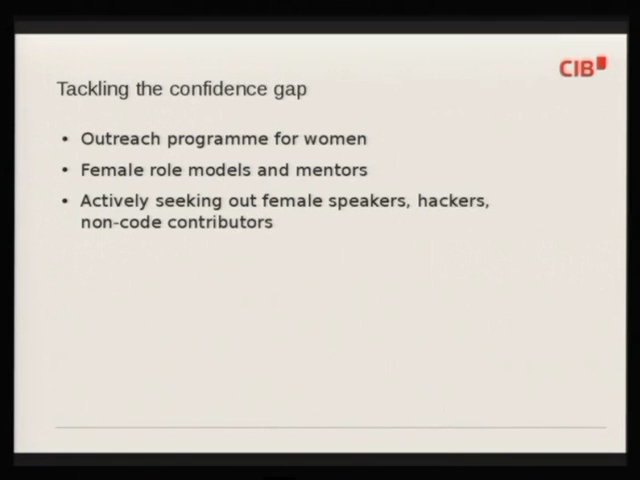 CIB
Tackling the confidence gap
• Outreach programme for women
• Female role models and mentors
• Actively seeking out female speakers, hackers,
non-code contributors